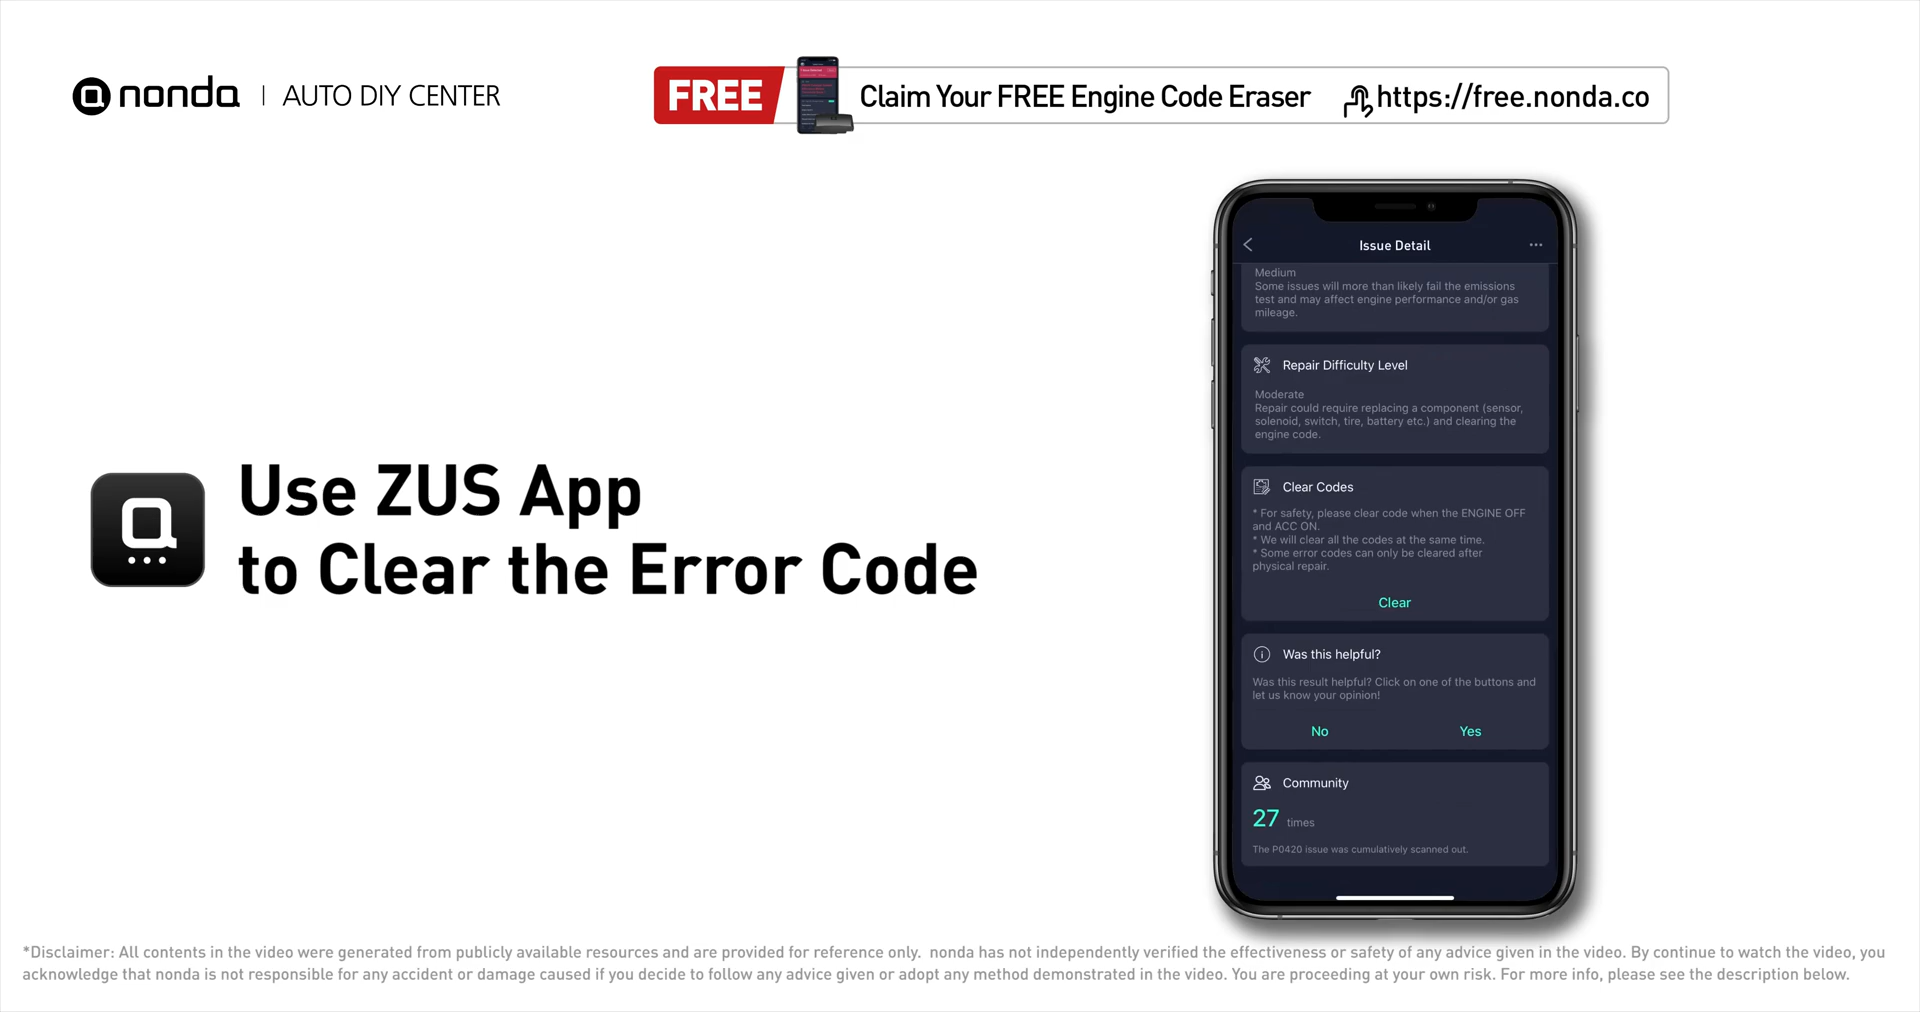 nonda | AUTO DIY CENTER
FREE Claim Your FREE Engine Code Eraser https://free.nonda.co
Use ZUS App
to Clear the Error Code
Issue Detail
Medium
Some issues will more than likely fail the emissions
test and may affect engine performance and/or gas
mileage.
Repair Difficulty Level
Moderate
Repair could require replacing a component (sensor,
solenoid, switch, tire, battery etc.) and clearing the
engine code.
Clear Codes
* For safety, please clear code when the ENGINE OFF
and ACC ON.
* We will clear all the codes at the same time.
* Some error codes can only be cleared after
physical repair.
Clear
Was this helpful?
Was this result helpful? Click on one of the buttons and
let us know your opinion!
No Yes
Community
27 times
The P0420 issue was cumulatively scanned out.
*Disclaimer: All contents in the video were generated from publicly available resources and are provided for reference only. nonda has not independently verified the effectiveness or safety of any advice given in the video. By continue to watch the video, you
acknowledge that nonda is not responsible for any accident or damage caused if you decide to follow any advice given or adopt any method demonstrated in the video. You are proceeding at your own risk. For more info, please see the description below.